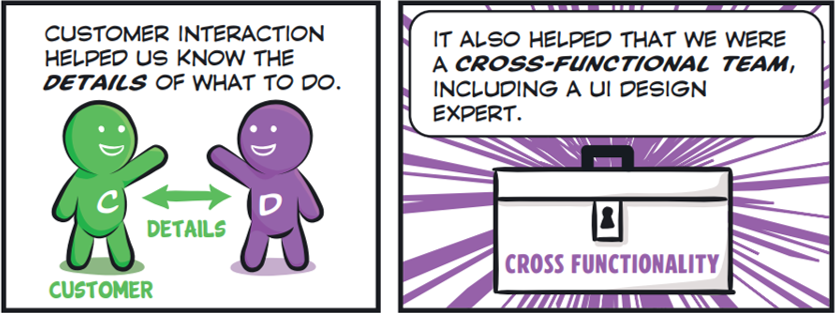 CUSTOMER INTERACTION
HELPED US KNOW THE
DETAILS OF WHAT TO DO.
C
D
DETAILS
CUSTOMER
IT ALSO HELPED THAT WE WERE
A CROSS-FUNCTIONAL TEAM,
INCLUDING A UI DESIGN
EXPERT.
CROSS FUNCTIONALITY